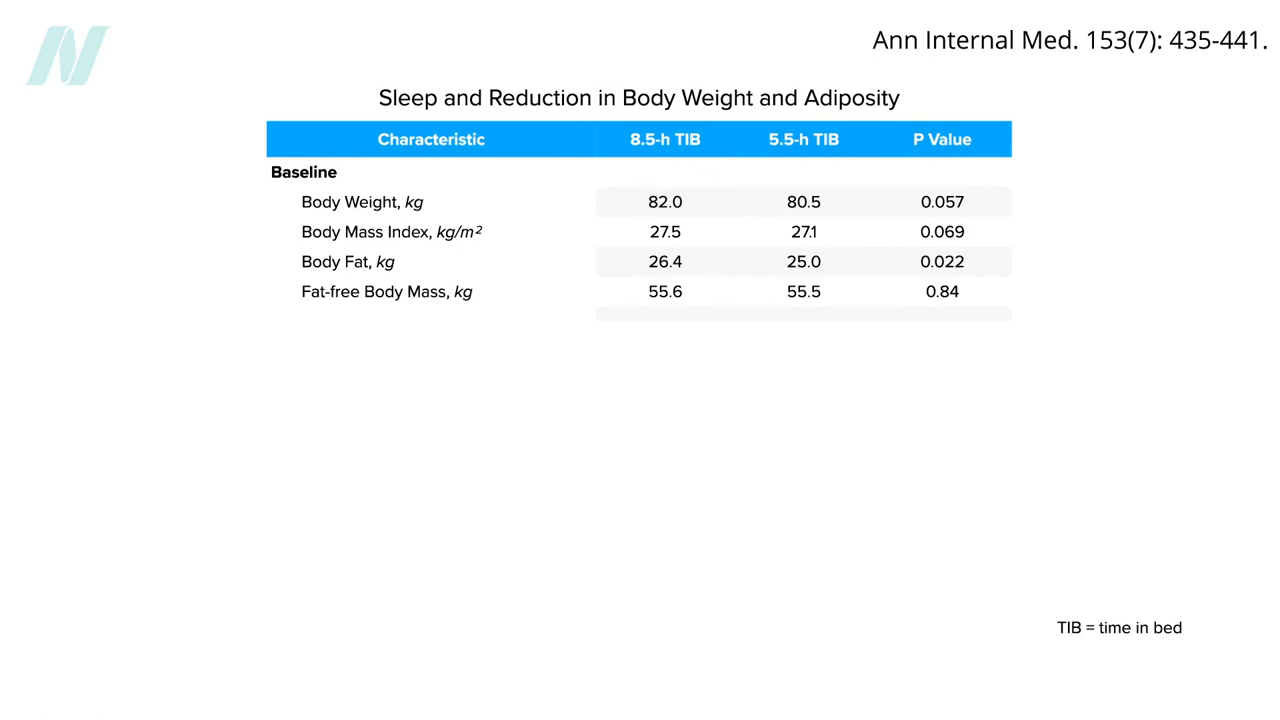 Ann Internal Med. 153(7): 435-441.
Sleep and Reduction in Body Weight and Adiposity
Characteristic 8.5-h TIB 5.5-h TIB P Value
Baseline
Body Weight, kg 82.0 80.5 0.057
Body Mass Index, kg/m² 27.5 27.1 0.069
Body Fat, kg 26.4 25.0 0.022
Fat-free Body Mass, kg 55.6 55.5 0.84
TIB = time in bed